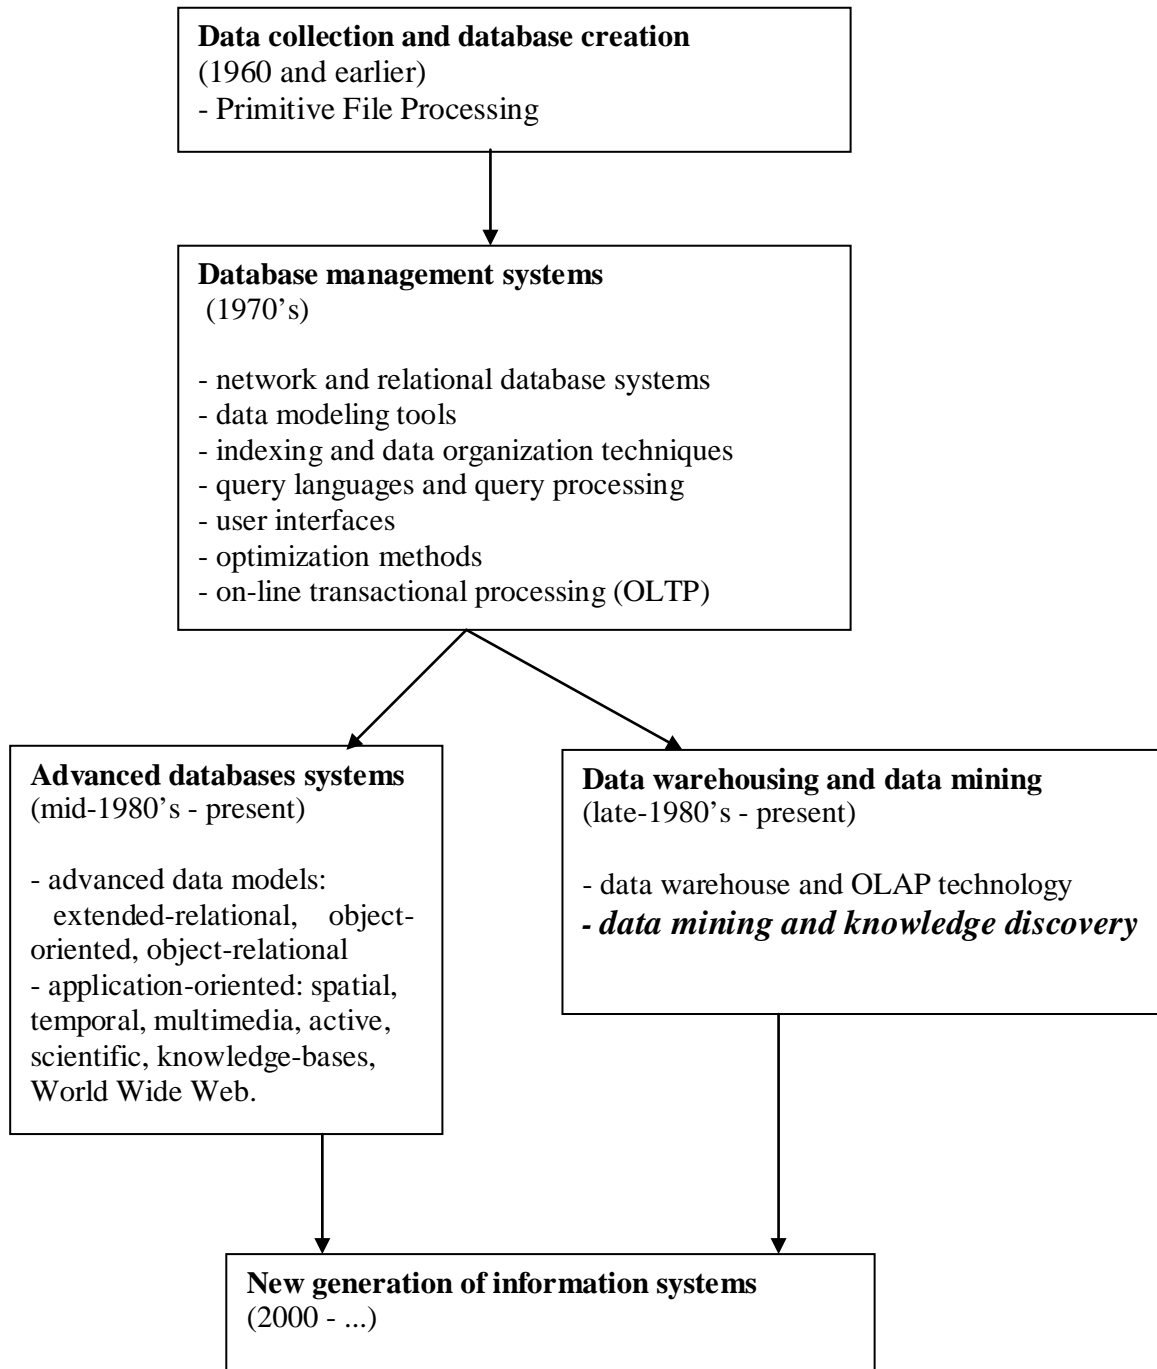 Data collection and database creation
(1960 and earlier)
- Primitive File Processing
Database management systems
(1970’s)
- network and relational database systems
- data modeling tools
- indexing and data organization techniques
- query languages and query processing
- user interfaces
- optimization methods
- on-line transactional processing (OLTP)
Advanced databases systems
(mid-1980’s - present)
- advanced data models:
extended-relational, object-
oriented, object-relational
- application-oriented: spatial,
temporal, multimedia, active,
scientific, knowledge-bases,
World Wide Web.
Data warehousing and data mining
(late-1980’s - present)
- data warehouse and OLAP technology
- data mining and knowledge discovery
New generation of information systems
(2000 - ...)